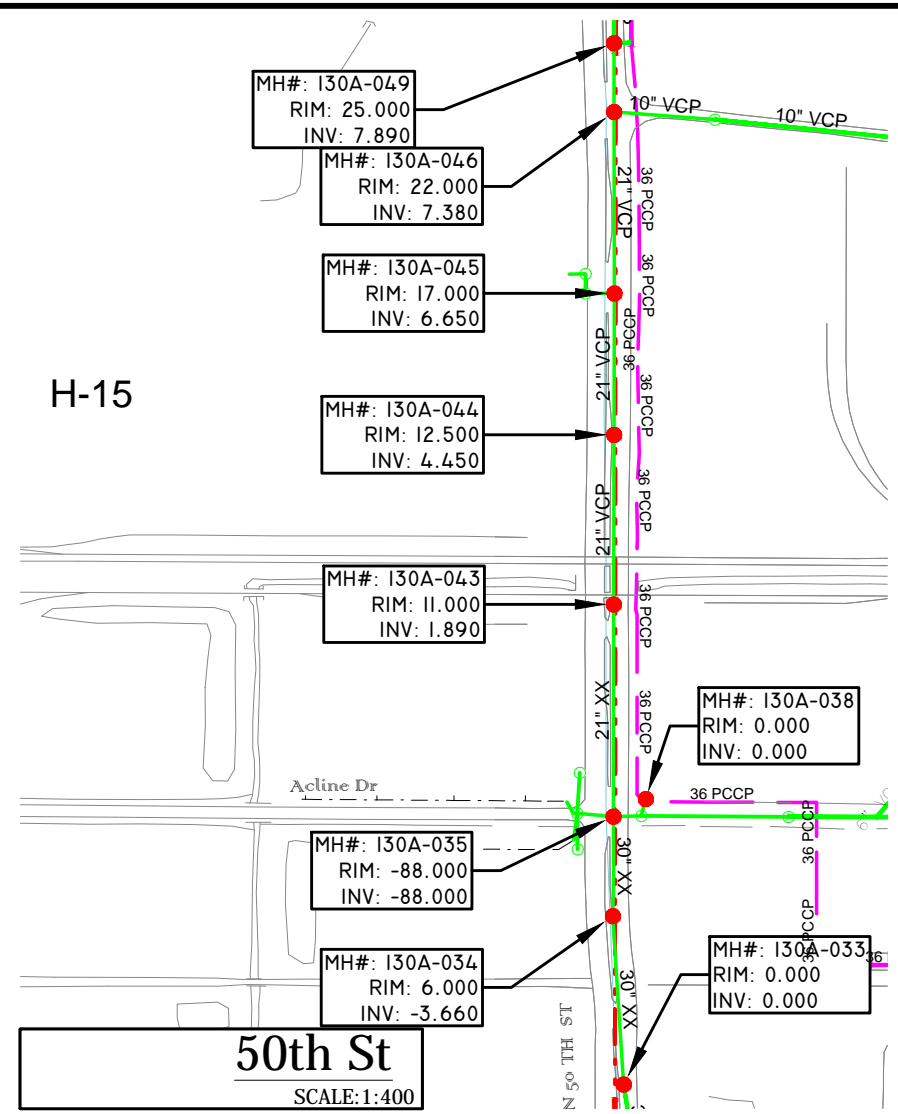 MH#: I30A-049
RIM: 25.000
INV: 7.890
10" VCP
10" VCP
MH#: I30A-046
RIM: 22.000
INV: 7.380
21" VCP
36 PCCP
MH#: I30A-045
RIM: 17.000
INV: 6.650
36 PCCP
36 PCCP
21" VCP
36 PCCP
H-15
MH#: I30A-044
RIM: 12.500
INV: 4.450
21" VCP
36 PCCP
MH#: I30A-043
RIM: 11.000
INV: 1.890
36 PCCP
21" XX
36 PCCP
MH#: I30A-038
RIM: 0.000
INV: 0.000
Acline Dr
36 PCCP
MH#: I30A-035
RIM: -88.000
INV: -88.000
30" XX
36 PCCP
MH#: I30A-034
RIM: 6.000
INV: -3.660
30" XX
36 PCCP
MH#: I30A-033
RIM: 0.000
INV: 0.000
36
N 50 TH ST
50th St
SCALE:1:400